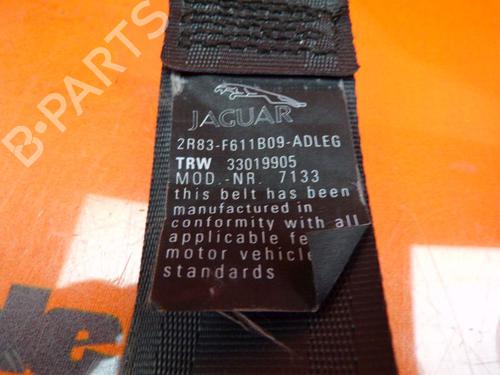 B-PARTS
JAGUAR
2R83-F611B09-ADLEG
TRW 33019905
MOD.-NR. 7133
this belt has been
manufactured in
conformity with all
applicable fe
motor vehicle
standards